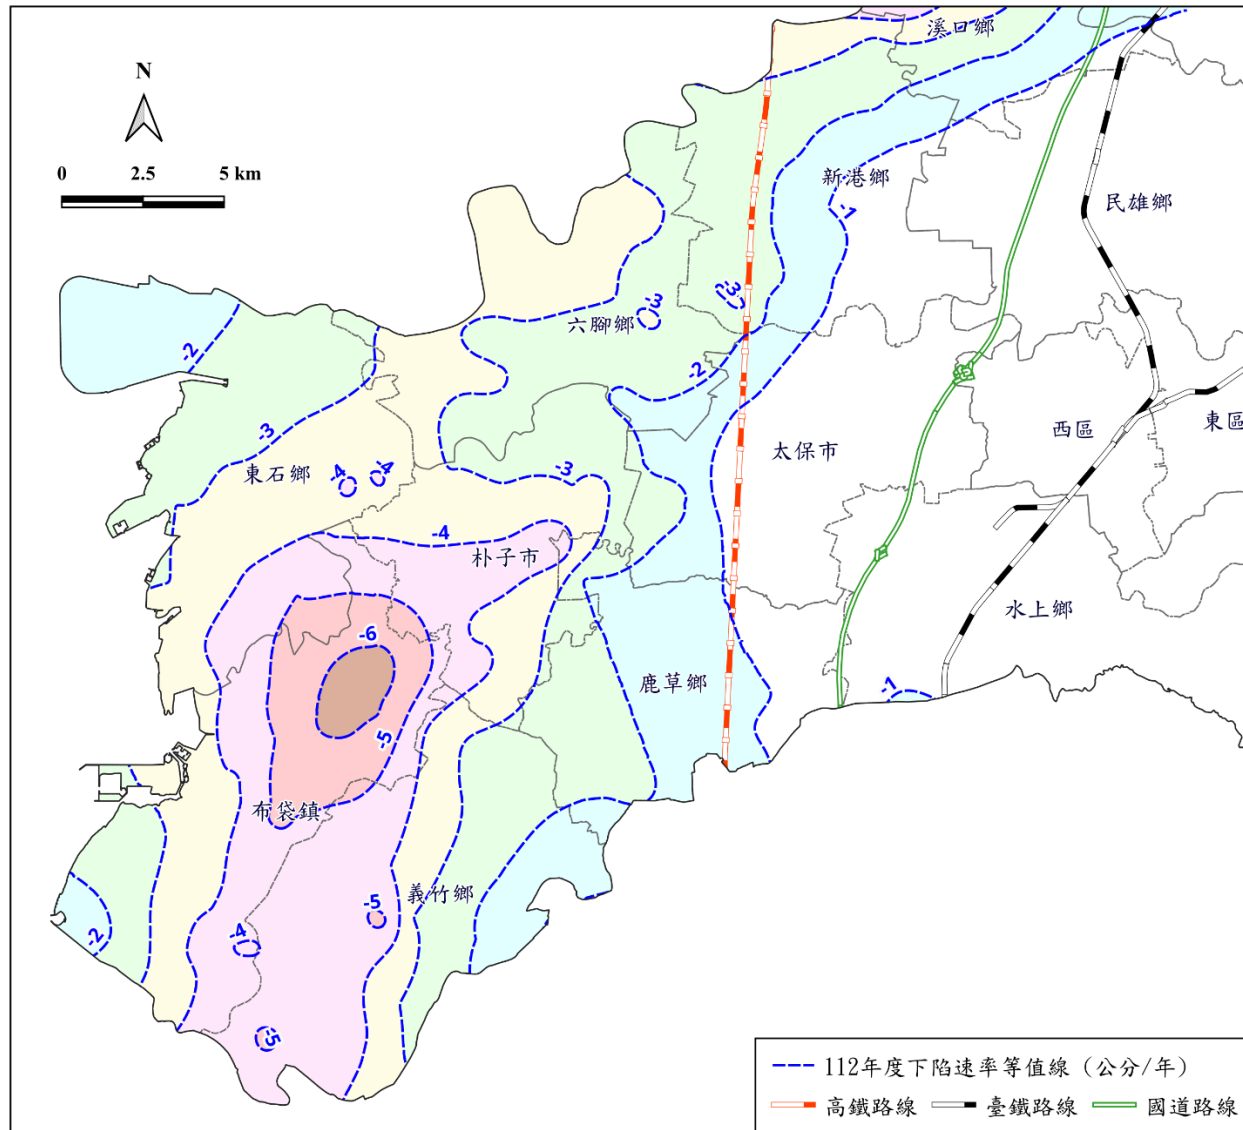 溪口鄉
N
0 2.5 5 km
新港鄉
-1
民雄鄉
-3
-3
六腳鄉
-2
-2
西區
東區
-3
太保市
東石鄉
-4
-4
-3
-4
朴子市
水上鄉
-6
鹿草鄉
-1
-5
布袋鎮
義竹鄉
-5
-4
-2
-5
112年度下陷速率等值線 (公分/年)
高鐵路線 臺鐵路線 國道路線